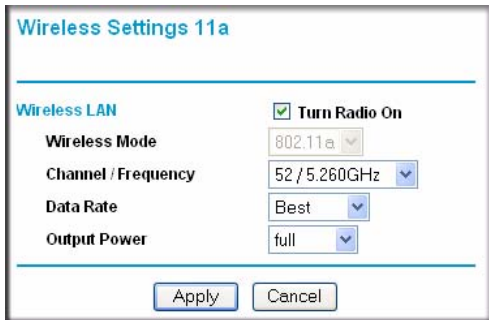 Wireless Settings 11a
Wireless LAN Turn Radio On
Wireless Mode 802.11a
Channel / Frequency 52 / 5.260GHz
Data Rate Best
Output Power full
Apply Cancel